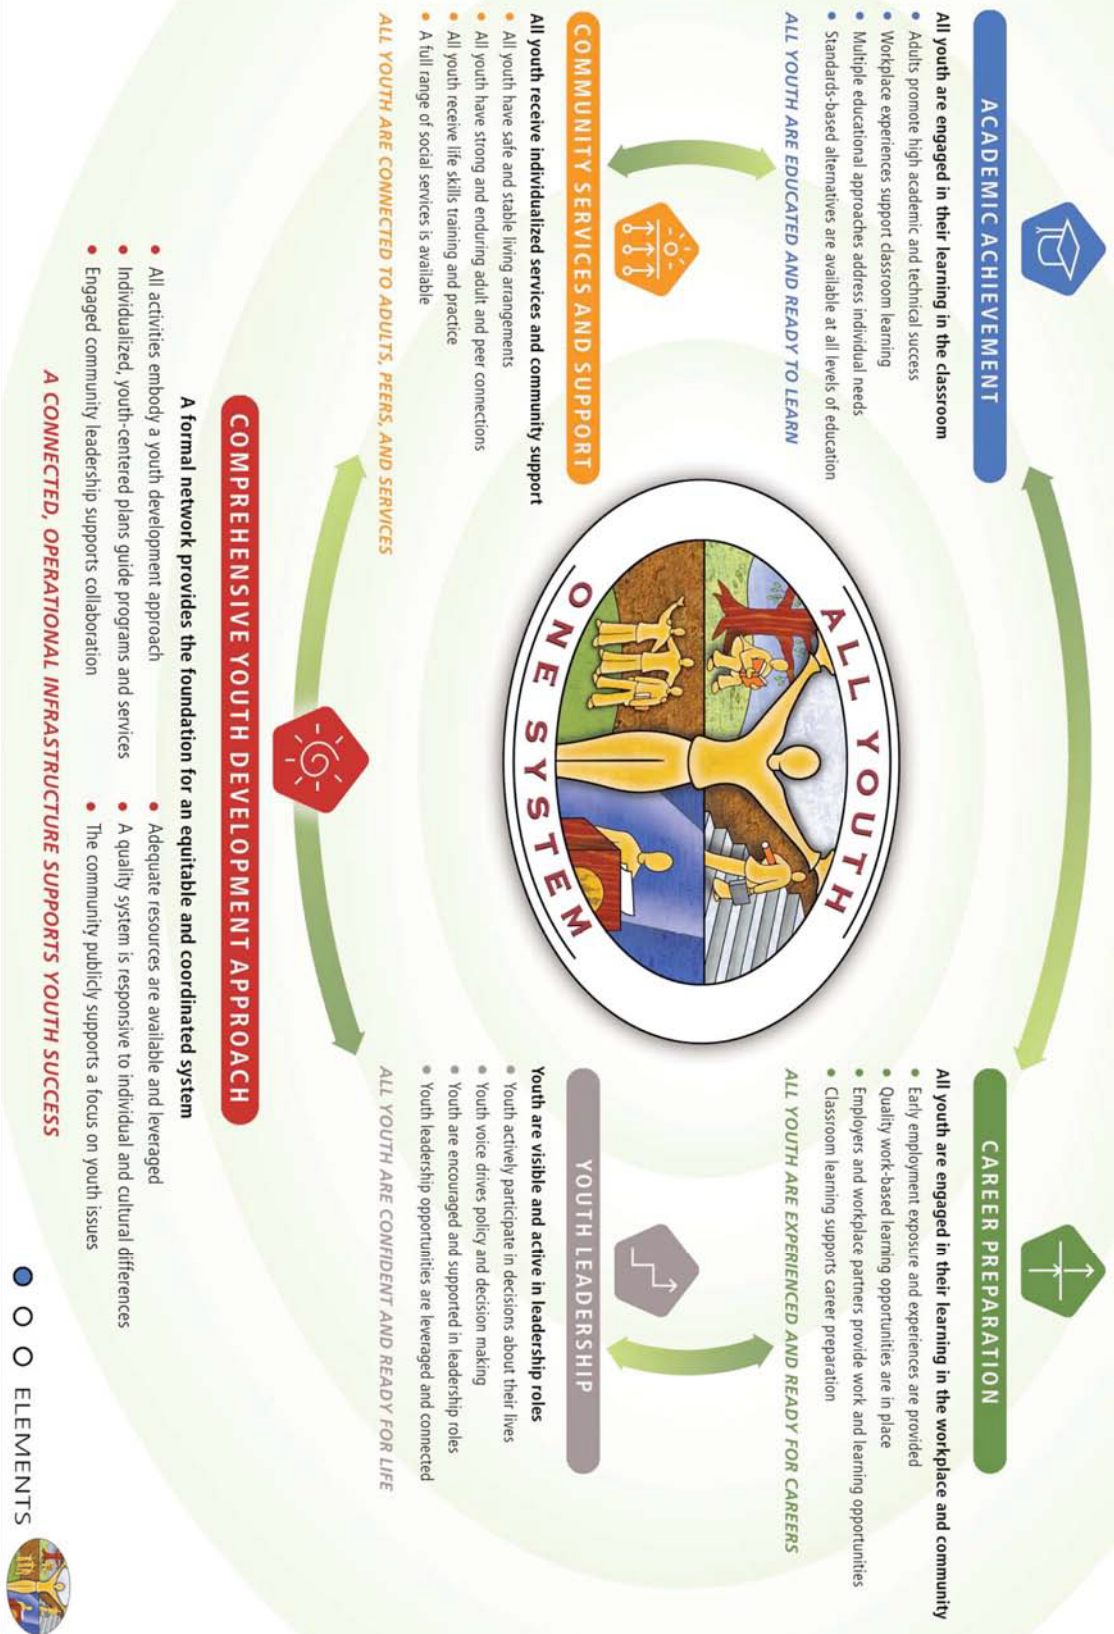 ACADEMIC ACHIEVEMENT
All youth are engaged in their learning in the classroom
• Adults promote high academic and technical success
• Workplace experiences support classroom learning
• Multiple educational approaches address individual needs
• Standards-based alternatives are available at all levels of education
ALL YOUTH ARE EDUCATED AND READY TO LEARN
CAREER PREPARATION
All youth are engaged in their learning in the workplace and community
• Early employment exposure and experiences are provided
• Quality work-based learning opportunities are in place
• Employers and workplace partners provide work and learning opportunities
• Classroom learning supports career preparation
ALL YOUTH ARE EXPERIENCED AND READY FOR CAREERS
ALL YOUTH
ONE SYSTEM
COMMUNITY SERVICES AND SUPPORT
All youth receive individualized services and community support
• All youth have safe and stable living arrangements
• All youth have strong and enduring adult and peer connections
• All youth receive life skills training and practice
• A full range of social services is available
ALL YOUTH ARE CONNECTED TO ADULTS, PEERS, AND SERVICES
YOUTH LEADERSHIP
Youth are visible and active in leadership roles
• Youth actively participate in decisions about their lives
• Youth voice drives policy and decision making
• Youth are encouraged and supported in leadership roles
• Youth leadership opportunities are leveraged and connected
ALL YOUTH ARE CONFIDENT AND READY FOR LIFE
COMPREHENSIVE YOUTH DEVELOPMENT APPROACH
A formal network provides the foundation for an equitable and coordinated system
• All activities embody a youth development approach
• Individualized, youth-centered plans guide programs and services
• Engaged community leadership supports collaboration
• Adequate resources are available and leveraged
• A quality system is responsive to individual and cultural differences
• The community publicly supports a focus on youth issues
A CONNECTED, OPERATIONAL INFRASTRUCTURE SUPPORTS YOUTH SUCCESS
ELEMENTS